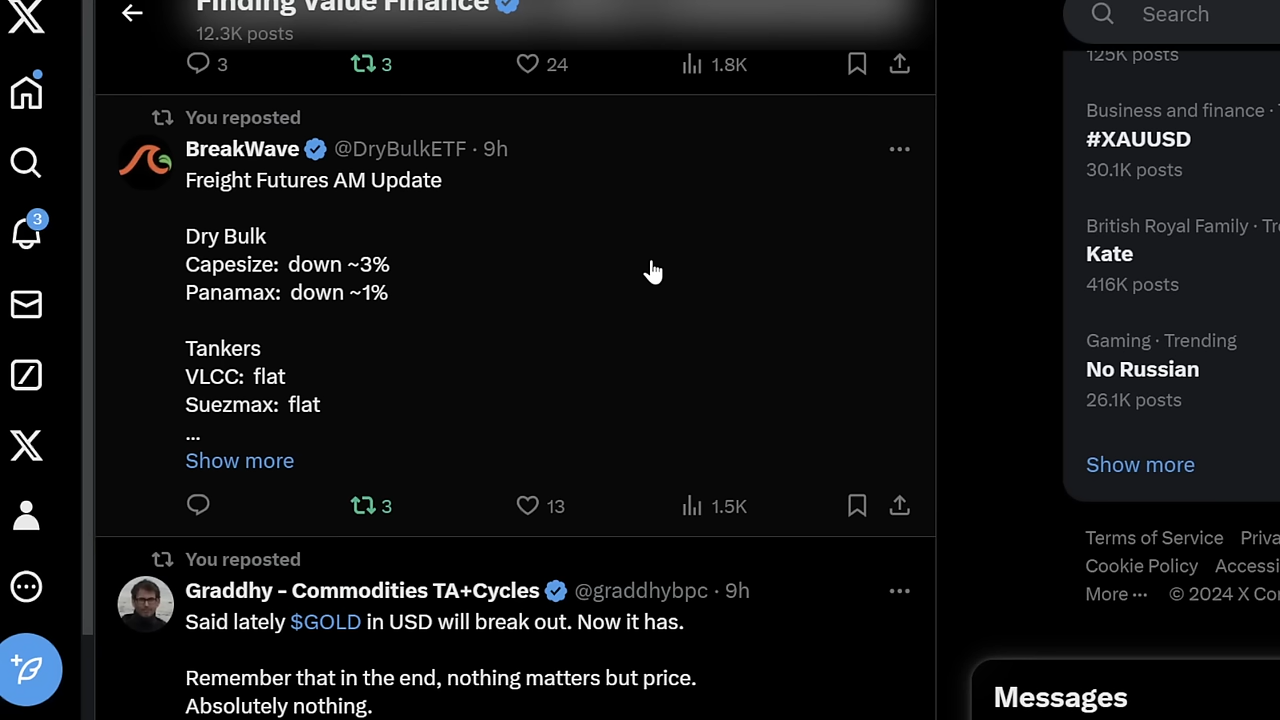 Finding Value Finance
12.3K posts
3 3 24 1.8K
You reposted
BreakWave @DryBulkETF · 9h
Freight Futures AM Update
Dry Bulk
Capesize: down ~3%
Panamax: down ~1%
Tankers
VLCC: flat
Suezmax: flat
...
Show more
3 13 1.5K
You reposted
Graddhy - Commodities TA+Cycles @graddhybpc · 9h
Said lately $GOLD in USD will break out. Now it has.
Remember that in the end, nothing matters but price.
Absolutely nothing.
3
Search
125K posts
Business and finance ·
#XAUUSD
30.1K posts
British Royal Family ·
Kate
416K posts
Gaming · Trending
No Russian
26.1K posts
Show more
Terms of Service
Cookie Policy
More ··· © 2024 X
Messages